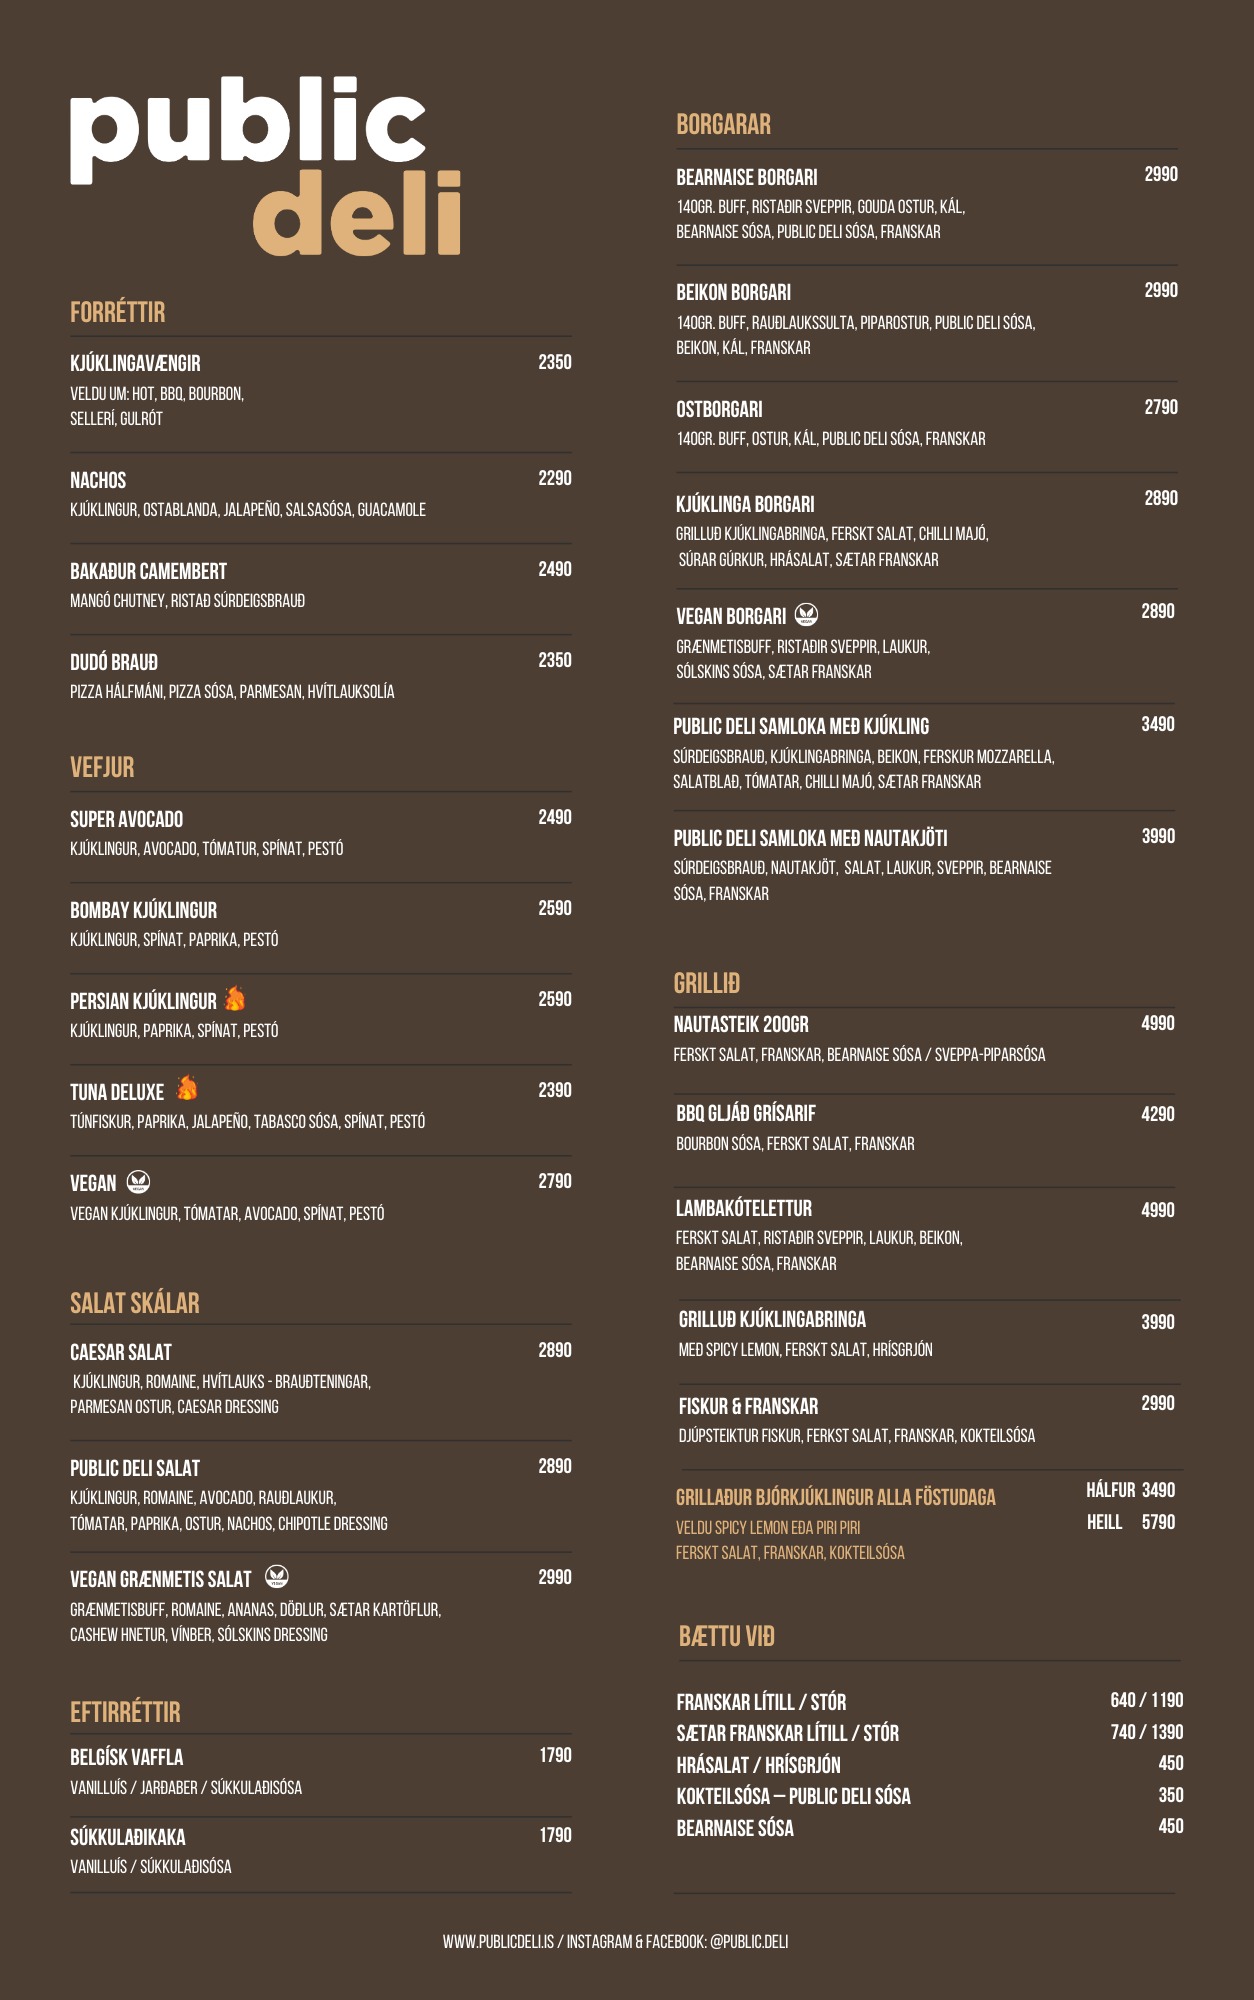 public
deli
FORRÉTTIR
KJÚKLINGAVÆNGIR 2350
VELDU UM: HOT, BBQ, BOURBON,
SELLERÍ, GULRÓT
NACHOS 2290
KJÚKLINGUR, OSTABLANDA, JALAPEÑO, SALSASÓSA, GUACAMOLE
BAKAÐUR CAMEMBERT 2490
MANGÓ CHUTNEY, RISTAÐ SÚRDEIGSBRAUÐ
DUDÓ BRAUÐ 2350
PIZZA HÁLFMÁNI, PIZZA SÓSA, PARMESAN, HVÍTLAUKSOLÍA
VEFJUR
SUPER AVOCADO 2490
KJÚKLINGUR, AVOCADO, TÓMATUR, SPÍNAT, PESTÓ
BOMBAY KJÚKLINGUR 2590
KJÚKLINGUR, SPÍNAT, PAPRIKA, PESTÓ
PERSIAN KJÚKLINGUR 2590
KJÚKLINGUR, PAPRIKA, SPÍNAT, PESTÓ
TUNA DELUXE 2390
TÚNFISKUR, PAPRIKA, JALAPEÑO, TABASCO SÓSA, SPÍNAT, PESTÓ
VEGAN 2790
VEGAN KJÚKLINGUR, TÓMATAR, AVOCADO, SPÍNAT, PESTÓ
SALAT SKÁLAR
CAESAR SALAT 2890
KJÚKLINGUR, ROMAINE, HVÍTLAUKS - BRAUÐTENINGAR,
PARMESAN OSTUR, CAESAR DRESSING
PUBLIC DELI SALAT 2890
KJÚKLINGUR, ROMAINE, AVOCADO, RAUÐLAUKUR,
TÓMATAR, PAPRIKA, OSTUR, NACHOS, CHIPOTLE DRESSING
VEGAN GRÆNMETIS SALAT 2990
GRÆNMETISBUFF, ROMAINE, ANANAS, DÖÐLUR, SÆTAR KARTÖFLUR,
CASHEW HNETUR, VÍNBER, SÓLSKINS DRESSING
EFTIRRÉTTIR
BELGÍSK VAFFLA 1790
VANILLUÍS / JARÐABER / SÚKKULAÐISÓSA
SÚKKULAÐIKAKA 1790
VANILLUÍS / SÚKKULAÐISÓSA
BORGARAR
BEARNAISE BORGARI 2990
140GR. BUFF, RISTAÐIR SVEPPIR, GOUDA OSTUR, KÁL,
BEARNAISE SÓSA, PUBLIC DELI SÓSA, FRANSKAR
BEIKON BORGARI 2990
140GR. BUFF, RAUÐLAUKSSULTA, PIPAROSTUR, PUBLIC DELI SÓSA,
BEIKON, KÁL, FRANSKAR
OSTBORGARI 2790
140GR. BUFF, OSTUR, KÁL, PUBLIC DELI SÓSA, FRANSKAR
KJÚKLINGA BORGARI 2890
GRILLUÐ KJÚKLINGABRINGA, FERSKT SALAT, CHILLI MAJÓ,
SÚRAR GÚRKUR, HRÁSALAT, SÆTAR FRANSKAR
VEGAN BORGARI 2890
GRÆNMETISBUFF, RISTAÐIR SVEPPIR, LAUKUR,
SÓLSKINS SÓSA, SÆTAR FRANSKAR
PUBLIC DELI SAMLOKA MEÐ KJÚKLING 3490
SÚRDEIGSBRAUÐ, KJÚKLINGABRINGA, BEIKON, FERSKUR MOZZARELLA,
SALATBLAÐ, TÓMATAR, CHILLI MAJÓ, SÆTAR FRANSKAR
PUBLIC DELI SAMLOKA MEÐ NAUTAKJÖTI 3990
SÚRDEIGSBRAUÐ, NAUTAKJÖT, SALAT, LAUKUR, SVEPPIR, BEARNAISE
SÓSA, FRANSKAR
GRILLIÐ
NAUTASTEIK 200GR 4990
FERSKT SALAT, FRANSKAR, BEARNAISE SÓSA / SVEPPA-PIPARSÓSA
BBQ GLJÁÐ GRÍSARIF 4290
BOURBON SÓSA, FERSKT SALAT, FRANSKAR
LAMBAKÓTELETTUR 4990
FERSKT SALAT, RISTAÐIR SVEPPIR, LAUKUR, BEIKON,
BEARNAISE SÓSA, FRANSKAR
GRILLUÐ KJÚKLINGABRINGA 3990
MEÐ SPICY LEMON, FERSKT SALAT, HRÍSGRJÓN
FISKUR & FRANSKAR 2990
DJÚPSTEIKTUR FISKUR, FERKST SALAT, FRANSKAR, KOKTEILSÓSA
GRILLAÐUR BJÓRKJÚKLINGUR ALLA FÖSTUDAGA HÁLFUR 3490
VELDU SPICY LEMON EÐA PIRI PIRI HEILL 5790
FERSKT SALAT, FRANSKAR, KOKTEILSÓSA
BÆTTU VIÐ
FRANSKAR LÍTILL / STÓR 640 / 1190
SÆTAR FRANSKAR LÍTILL / STÓR 740 / 1390
HRÁSALAT / HRÍSGRJÓN 450
KOKTEILSÓSA – PUBLIC DELI SÓSA 350
BEARNAISE SÓSA 450
WWW.PUBLICDELI.IS / INSTAGRAM & FACEBOOK: @PUBLIC.DELI